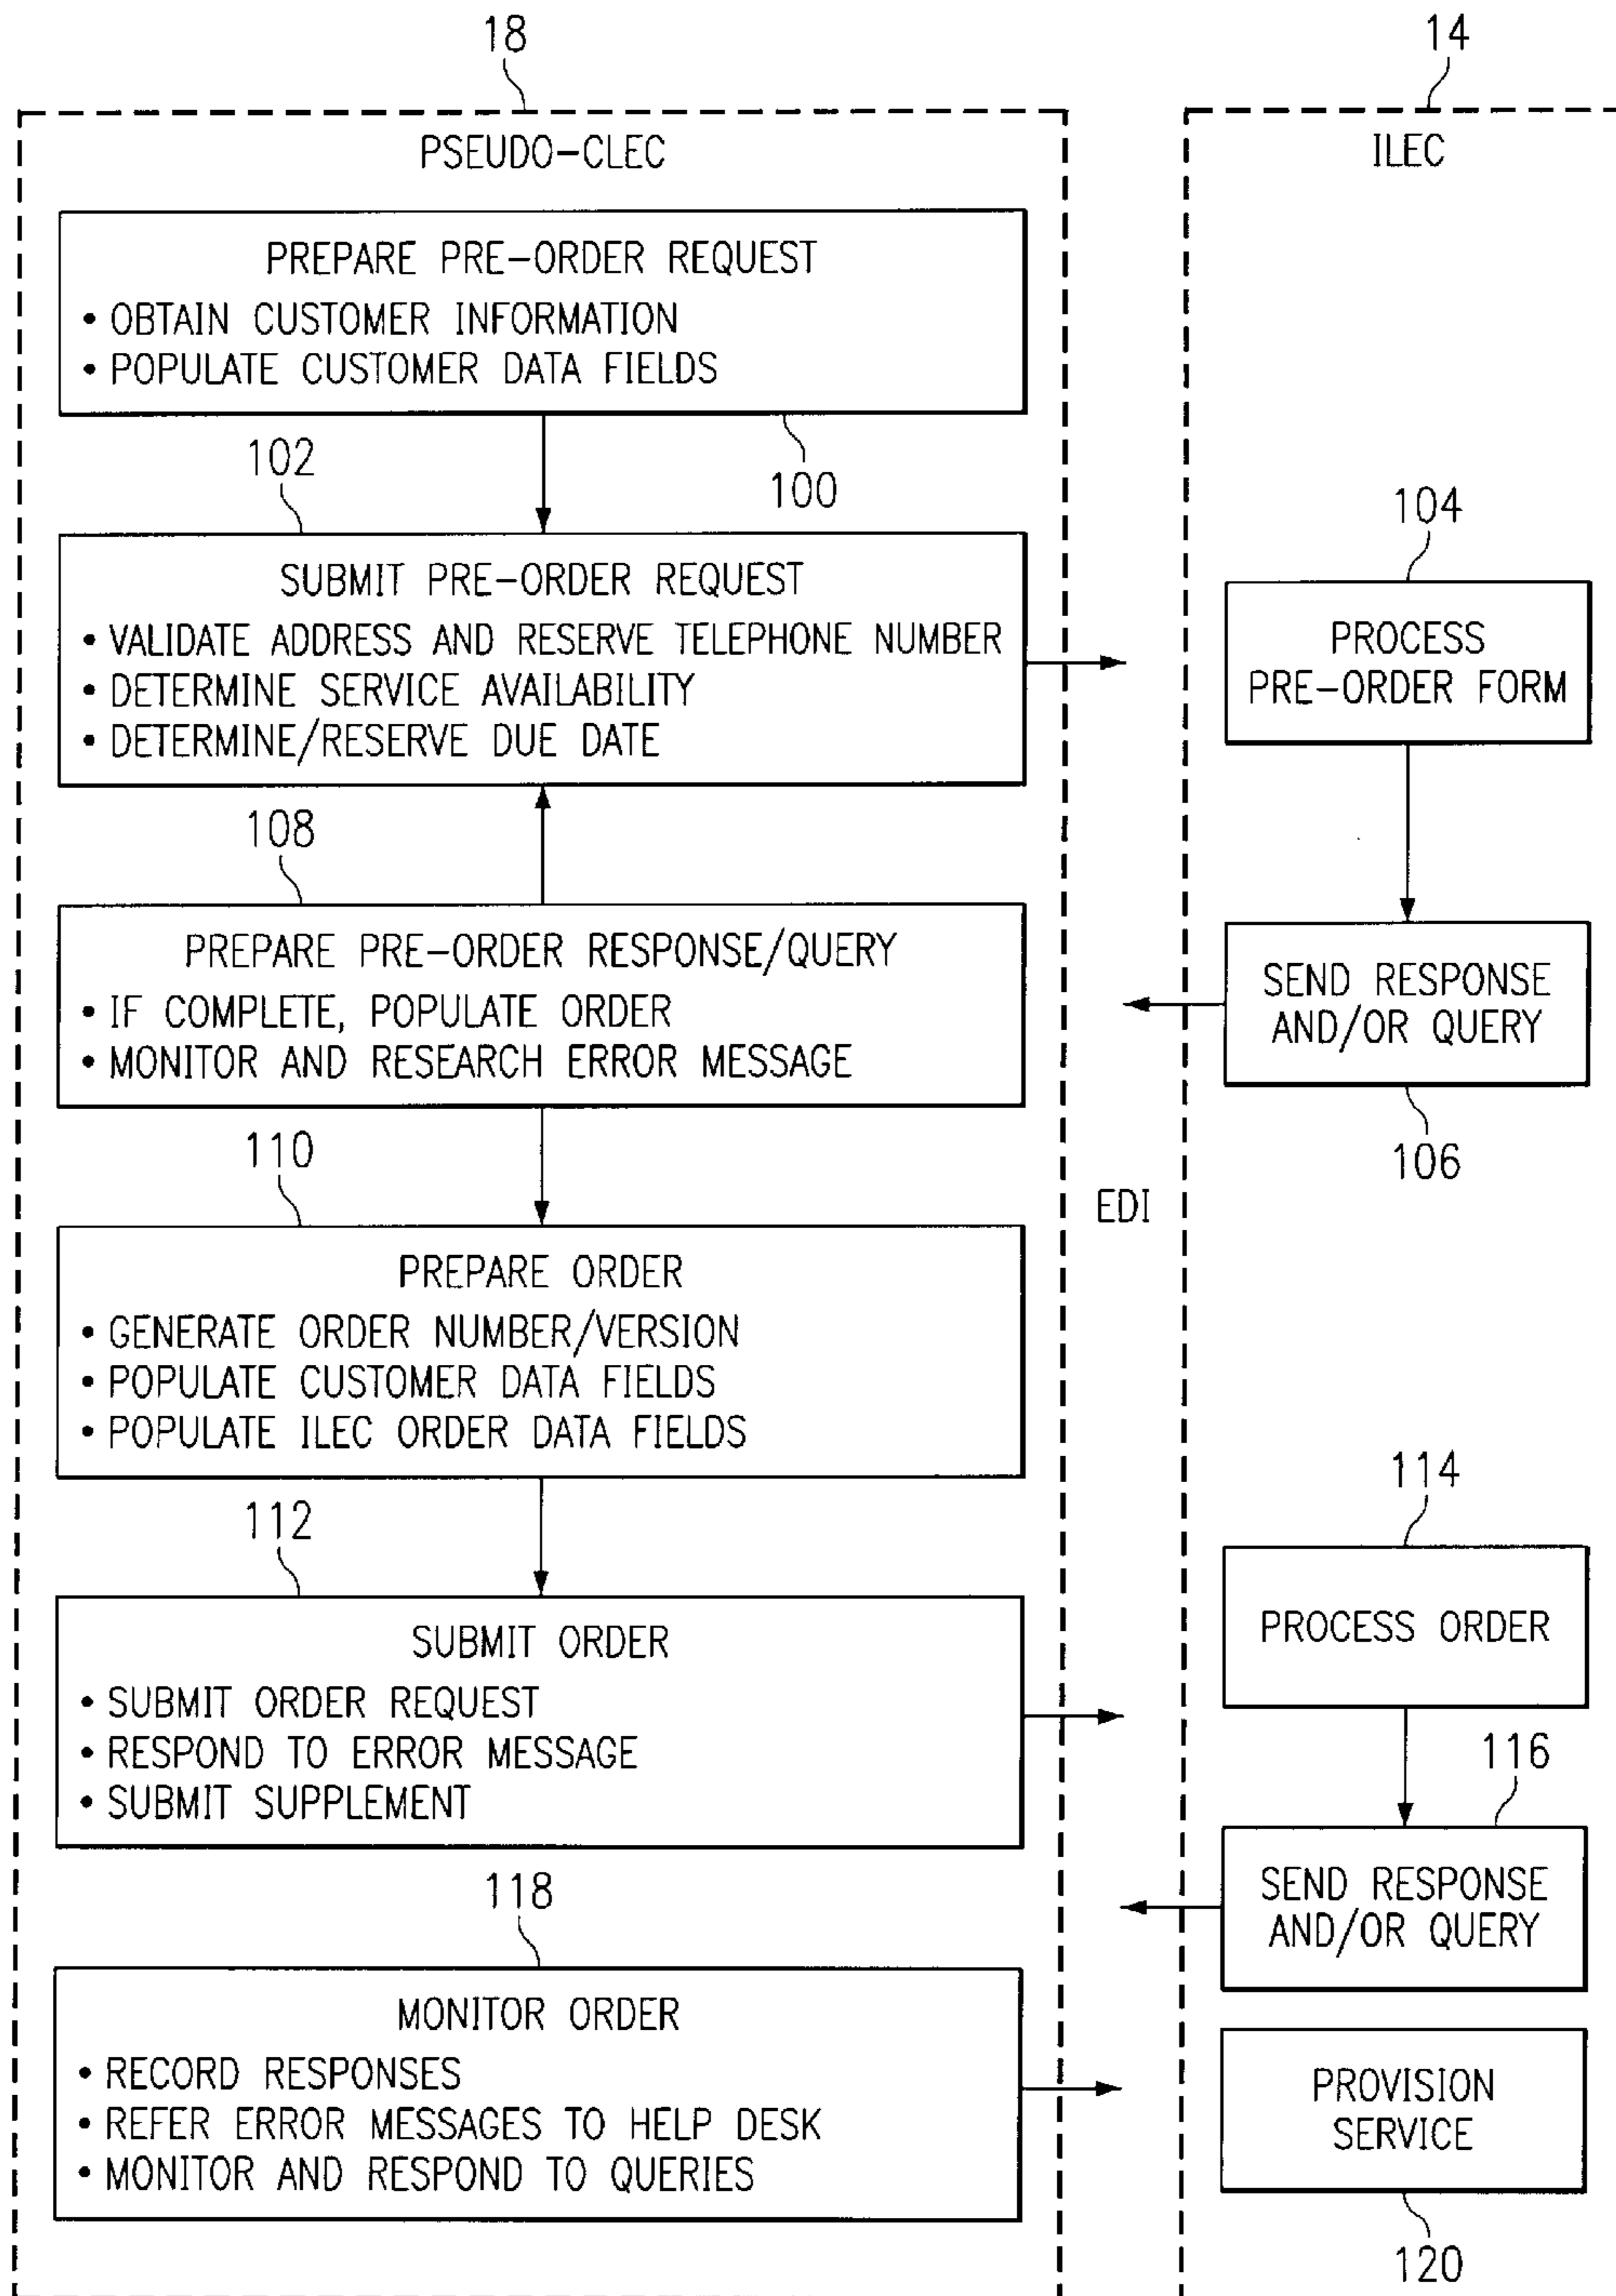 18
14
PSEUDO-CLEC
ILEC
PREPARE PRE-ORDER REQUEST
• OBTAIN CUSTOMER INFORMATION
• POPULATE CUSTOMER DATA FIELDS
100
102
SUBMIT PRE-ORDER REQUEST
• VALIDATE ADDRESS AND RESERVE TELEPHONE NUMBER
• DETERMINE SERVICE AVAILABILITY
• DETERMINE/RESERVE DUE DATE
104
PROCESS
PRE-ORDER FORM
108
PREPARE PRE-ORDER RESPONSE/QUERY
• IF COMPLETE, POPULATE ORDER
• MONITOR AND RESEARCH ERROR MESSAGE
SEND RESPONSE
AND/OR QUERY
106
EDI
110
PREPARE ORDER
• GENERATE ORDER NUMBER/VERSION
• POPULATE CUSTOMER DATA FIELDS
• POPULATE ILEC ORDER DATA FIELDS
112
SUBMIT ORDER
• SUBMIT ORDER REQUEST
• RESPOND TO ERROR MESSAGE
• SUBMIT SUPPLEMENT
114
PROCESS ORDER
116
SEND RESPONSE
AND/OR QUERY
118
MONITOR ORDER
• RECORD RESPONSES
• REFER ERROR MESSAGES TO HELP DESK
• MONITOR AND RESPOND TO QUERIES
PROVISION
SERVICE
120